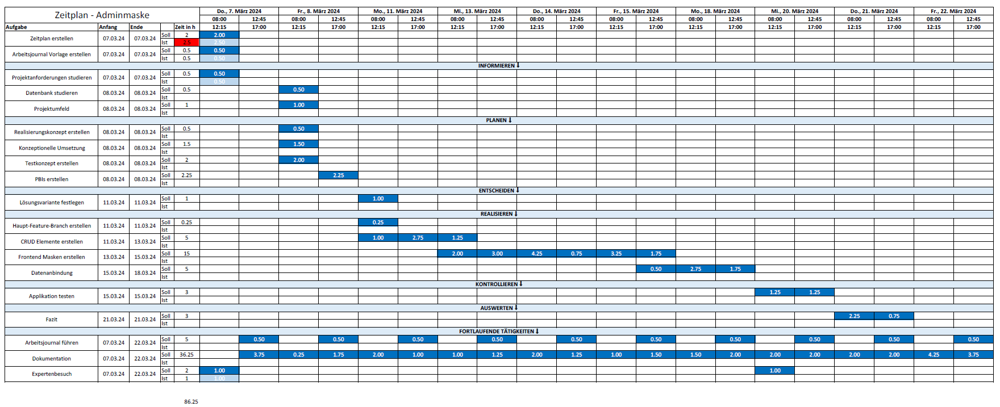 Zeitplan - Adminmaske Do., 7. März 2024 Fr., 8. März 2024 Mo., 11. März 2024 Mi., 13. März 2024 Do., 14. März 2024 Fr., 15. März 2024 Mo., 18. März 2024 Mi., 20. März 2024 Do., 21. März 2024 Fr., 22. März 2024
08:00 12:45 08:00 12:45 08:00 12:45 08:00 12:45 08:00 12:45 08:00 12:45 08:00 12:45 08:00 12:45 08:00 12:45 08:00 12:45
Aufgabe Anfang Ende Zeit in h 12:15 17:00 12:15 17:00 12:15 17:00 12:15 17:00 12:15 17:00 12:15 17:00 12:15 17:00 12:15 17:00 12:15 17:00 12:15 17:00
Zeitplan erstellen 07.03.24 07.03.24 Soll 2 2.00
Ist 2.5 2.50
Arbeitsjournal Vorlage erstellen 07.03.24 07.03.24 Soll 0.5 0.50
Ist 0.5 0.50
INFORMIEREN ⬇
Projektanforderungen studieren 07.03.24 07.03.24 Soll 0.5 0.50
Ist 0.50
Datenbank studieren 08.03.24 08.03.24 Soll 0.5 0.50
Ist
Projektumfeld 08.03.24 08.03.24 Soll 1 1.00
Ist
PLANEN ⬇
Realisierungskonzept erstellen 08.03.24 08.03.24 Soll 0.5 0.50
Ist
Konzeptionelle Umsetzung 08.03.24 08.03.24 Soll 1.5 1.50
Ist
Testkonzept erstellen 08.03.24 08.03.24 Soll 2 2.00
Ist
PBIs erstellen 08.03.24 08.03.24 Soll 2.25 2.25
Ist
ENTSCHEIDEN ⬇
Lösungsvariante festlegen 11.03.24 11.03.24 Soll 1 1.00
Ist
REALISIEREN ⬇
Haupt-Feature-Branch erstellen 11.03.24 11.03.24 Soll 0.25 0.25
Ist
CRUD Elemente erstellen 11.03.24 13.03.24 Soll 5 1.00 2.75 1.25
Ist
Frontend Masken erstellen 13.03.24 15.03.24 Soll 15 2.00 3.00 4.25 0.75 3.25 1.75
Ist
Datenanbindung 15.03.24 18.03.24 Soll 5 0.50 2.75 1.75
Ist
KONTROLLIEREN ⬇
Applikation testen 15.03.24 15.03.24 Soll 3 1.25 1.25
Ist
AUSWERTEN ⬇
Fazit 21.03.24 21.03.24 Soll 3 2.25 0.75
Ist
FORTLAUFENDE TÄTIGKEITEN ⬇
Arbeitsjournal führen 07.03.24 22.03.24 Soll 5 0.50 0.50 0.50 0.50 0.50 0.50 0.50 0.50 0.50 0.50
Ist
Dokumentation 07.03.24 22.03.24 Soll 36.25 3.75 0.25 1.75 2.00 1.00 1.00 1.25 2.00 1.25 1.00 1.50 1.50 2.00 2.00 2.00 2.00 2.00 4.25 3.75
Ist
Expertenbesuch 07.03.24 22.03.24 Soll 2 1.00 1.00
Ist 1 1.00
86.25